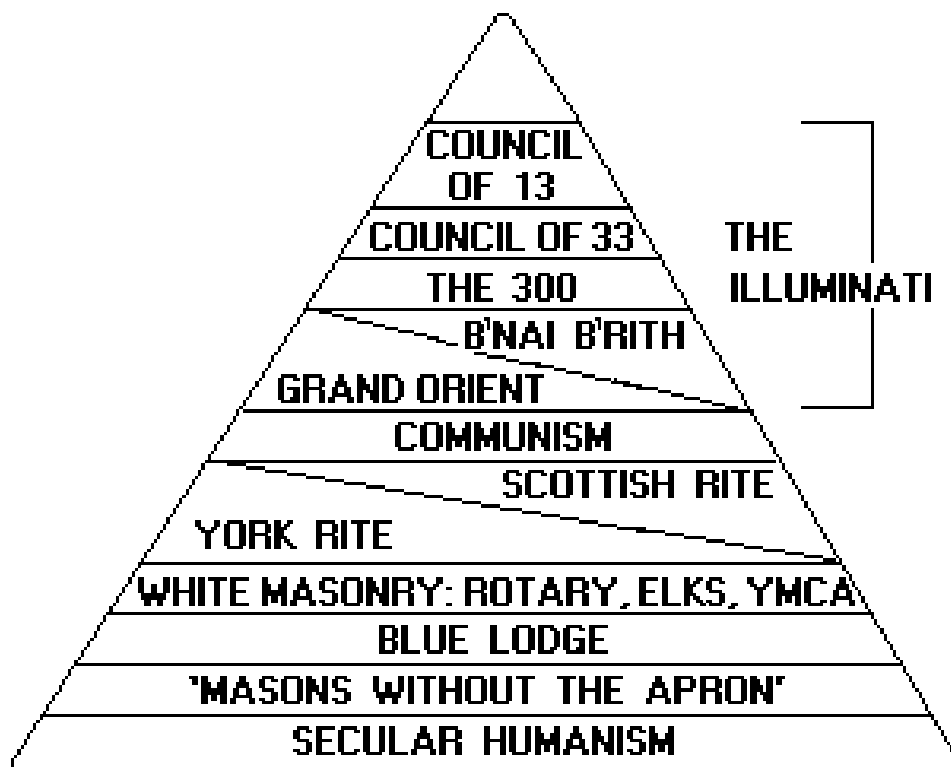 COUNCIL
OF 13
COUNCIL OF 33
THE 300
THE
ILLUMINATI
B'NAI B'RITH
GRAND ORIENT
COMMUNISM
SCOTTISH RITE
YORK RITE
WHITE MASONRY: ROTARY, ELKS, YMCA
BLUE LODGE
'MASONS WITHOUT THE APRON'
SECULAR HUMANISM